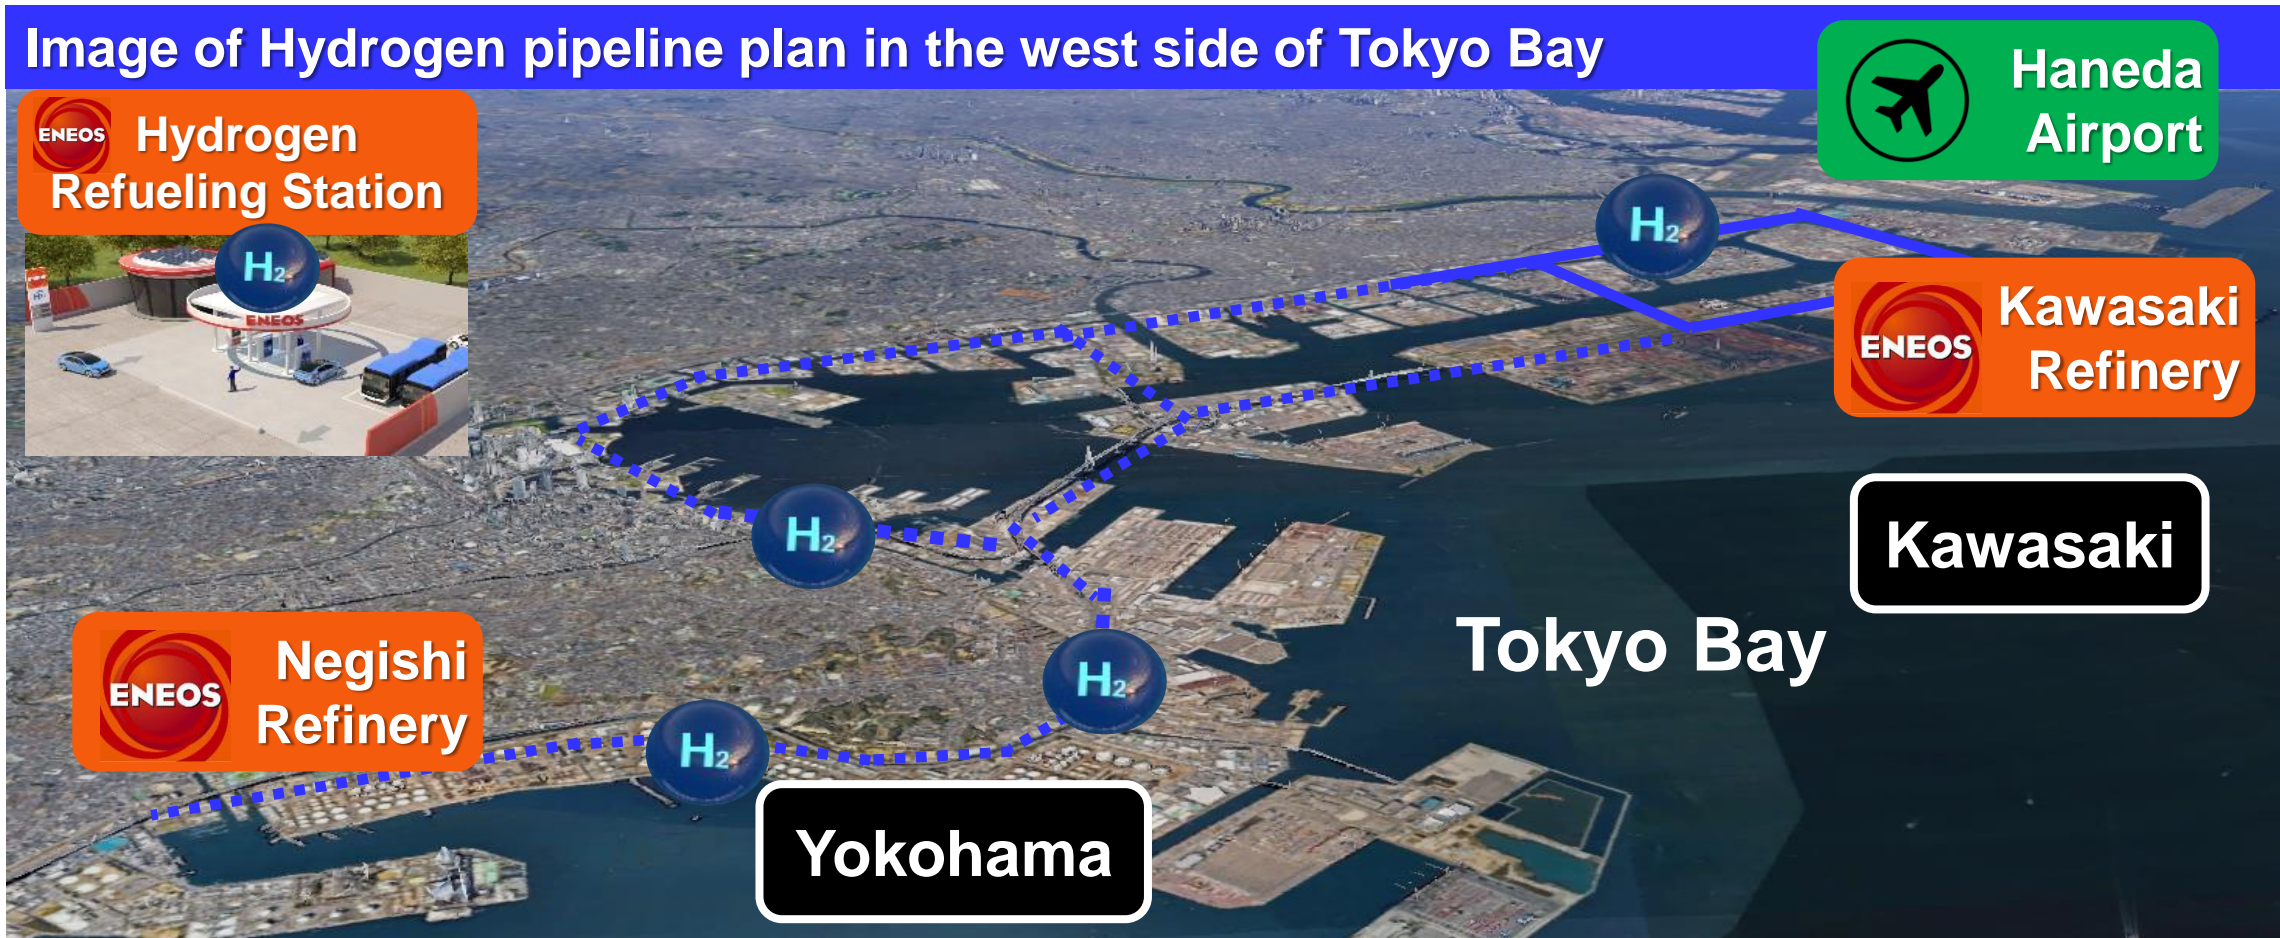 Image of Hydrogen pipeline plan in the west side of Tokyo Bay
Haneda
Airport
ENEOS
Hydrogen
Refueling Station
H₂
ENEOS
H₂
ENEOS
Kawasaki
Refinery
Kawasaki
H₂
Tokyo Bay
ENEOS
Negishi
Refinery
H₂
H₂
Yokohama